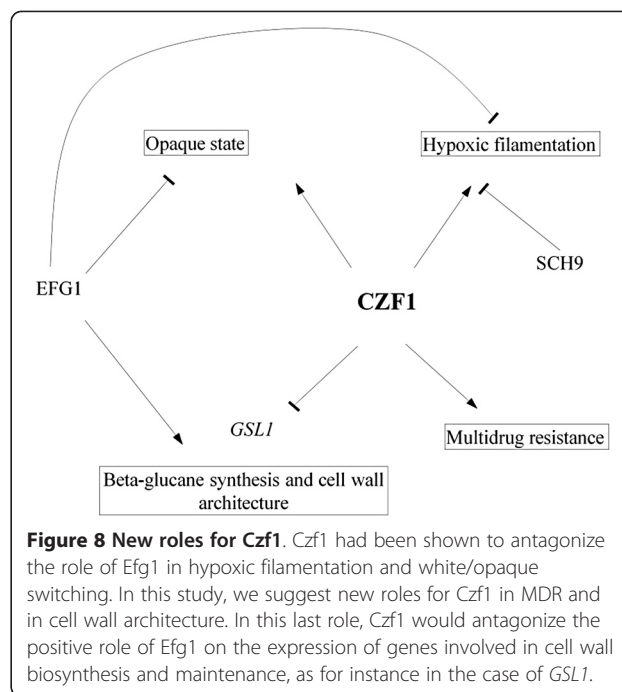 Opaque state
Hypoxic filamentation
EFG1
SCH9
CZF1
GSL1
Multidrug resistance
Beta-glucane synthesis and cell wall
architecture
Figure 8 New roles for Czf1. Czf1 had been shown to antagonize
the role of Efg1 in hypoxic filamentation and white/opaque
switching. In this study, we suggest new roles for Czf1 in MDR and
in cell wall architecture. In this last role, Czf1 would antagonize the
positive role of Efg1 on the expression of genes involved in cell wall
biosynthesis and maintenance, as for instance in the case of GSL1.